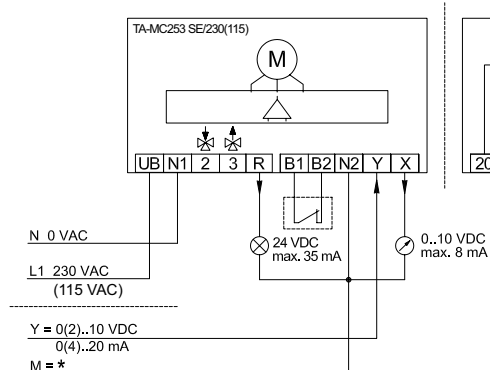 TA-MC253 SE/230(115)
M
UB N1 2 3 R B1 B2 N2 Y X
20
N 0 VAC
24 VDC
max. 35 mA
0..10 VDC
max. 8 mA
L1 230 VAC
(115 VAC)
Y = 0(2)..10 VDC
0(4)..20 mA
M = *